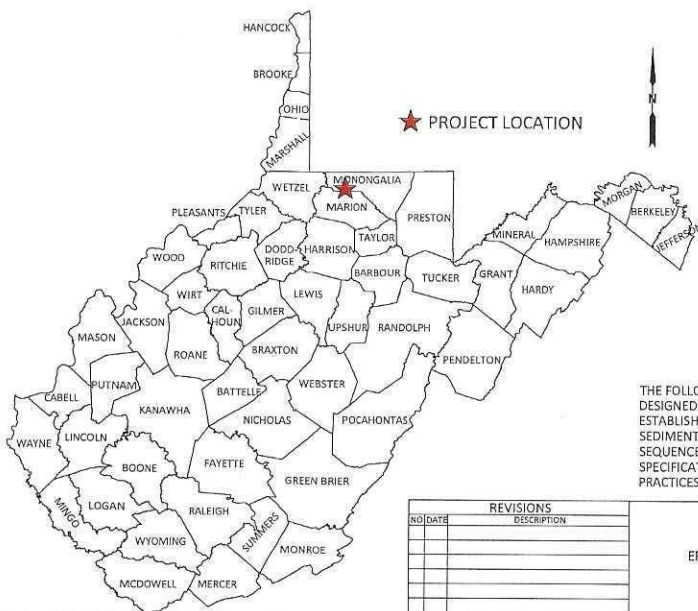 HANCOCK
BROOKE
OHIO
MARSHALL
N
PROJECT LOCATION
WETZEL
MONONGALIA
MARION
PRESTON
MORGAN
BERKELEY
JEFFERSON
PLEASANTS
TYLER
TAYLOR
MINERAL
HAMPSHIRE
WOOD
RITCHIE
DODD-
RIDGE
HARRISON
BARBOUR
TUCKER
GRANT
HARDY
WIRT
CAL-
HOUN
GILMER
LEWIS
UPSHUR
RANDOLPH
MASON
JACKSON
ROANE
BRAXTON
PENDELTON
CABELL
PUTNAM
KANAWHA
BATTELLE
WEBSTER
WAYNE
LINCOLN
NICHOLAS
POCAHONTAS
BOONE
FAYETTE
GREEN BRIER
MINGO
LOGAN
RALEIGH
SUMMERS
WYOMING
MONROE
MCDOWELL
MERCER
THE FOLLO
DESIGNED
ESTABLISH
SEDIMENT
SEQUENCE
SPECIFICAT
PRACTICES
REVISIONS
NO DATE DESCRIPTION